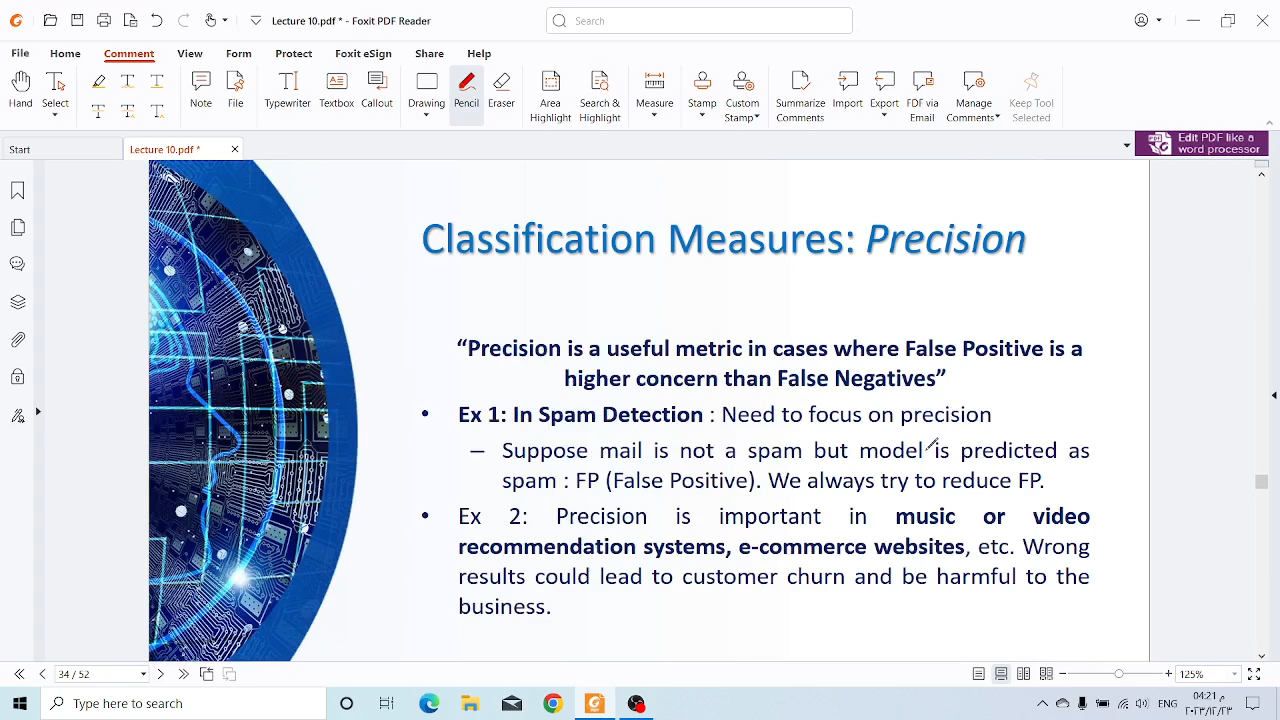 Lecture 10.pdf * - Foxit PDF Reader
Search
File Home Comment View Form Protect Foxit eSign Share Help
Hand Select Note File Typewriter Textbox Callout Drawing Pencil Eraser Area Highlight Search & Highlight Measure Stamp Custom Stamp Summarize Comments Import Export FDF via Email Manage Comments Keep Tool Selected
Start
Lecture 10.pdf *
Edit PDF like a
word processor
Classification Measures: Precision
“Precision is a useful metric in cases where False Positive is a
higher concern than False Negatives”
• Ex 1: In Spam Detection : Need to focus on precision
– Suppose mail is not a spam but model is predicted as
spam : FP (False Positive). We always try to reduce FP.
• Ex 2: Precision is important in music or video
recommendation systems, e-commerce websites, etc. Wrong
results could lead to customer churn and be harmful to the
business.
34 / 52
125%
Type here to search
ENG
04:21